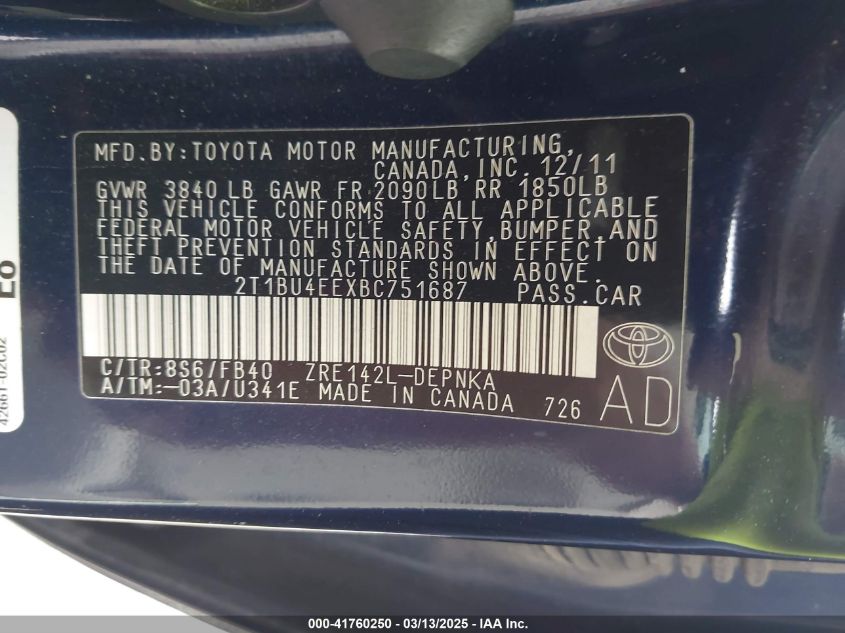 MFD.BY:TOYOTA MOTOR MANUFACTURING,
CANADA,INC. 12/11
GVWR 3840 LB GAWR FR 2090LB RR 1850LB
THIS VEHICLE CONFORMS TO ALL APPLICABLE
FEDERAL MOTOR VEHICLE SAFETY,BUMPER,AND
THEFT PREVENTION STANDARDS IN EFFECT ON
THE DATE OF MANUFACTURE SHOWN ABOVE.
2T1BU4EEXBC751687 PASS.CAR
C/TR:8S6/FB40 ZRE142L-DEPNKA
A/TM:-03A/U341E MADE IN CANADA 726
AD
42661-02C02
000-41760250 - 03/13/2025 - IAA Inc.